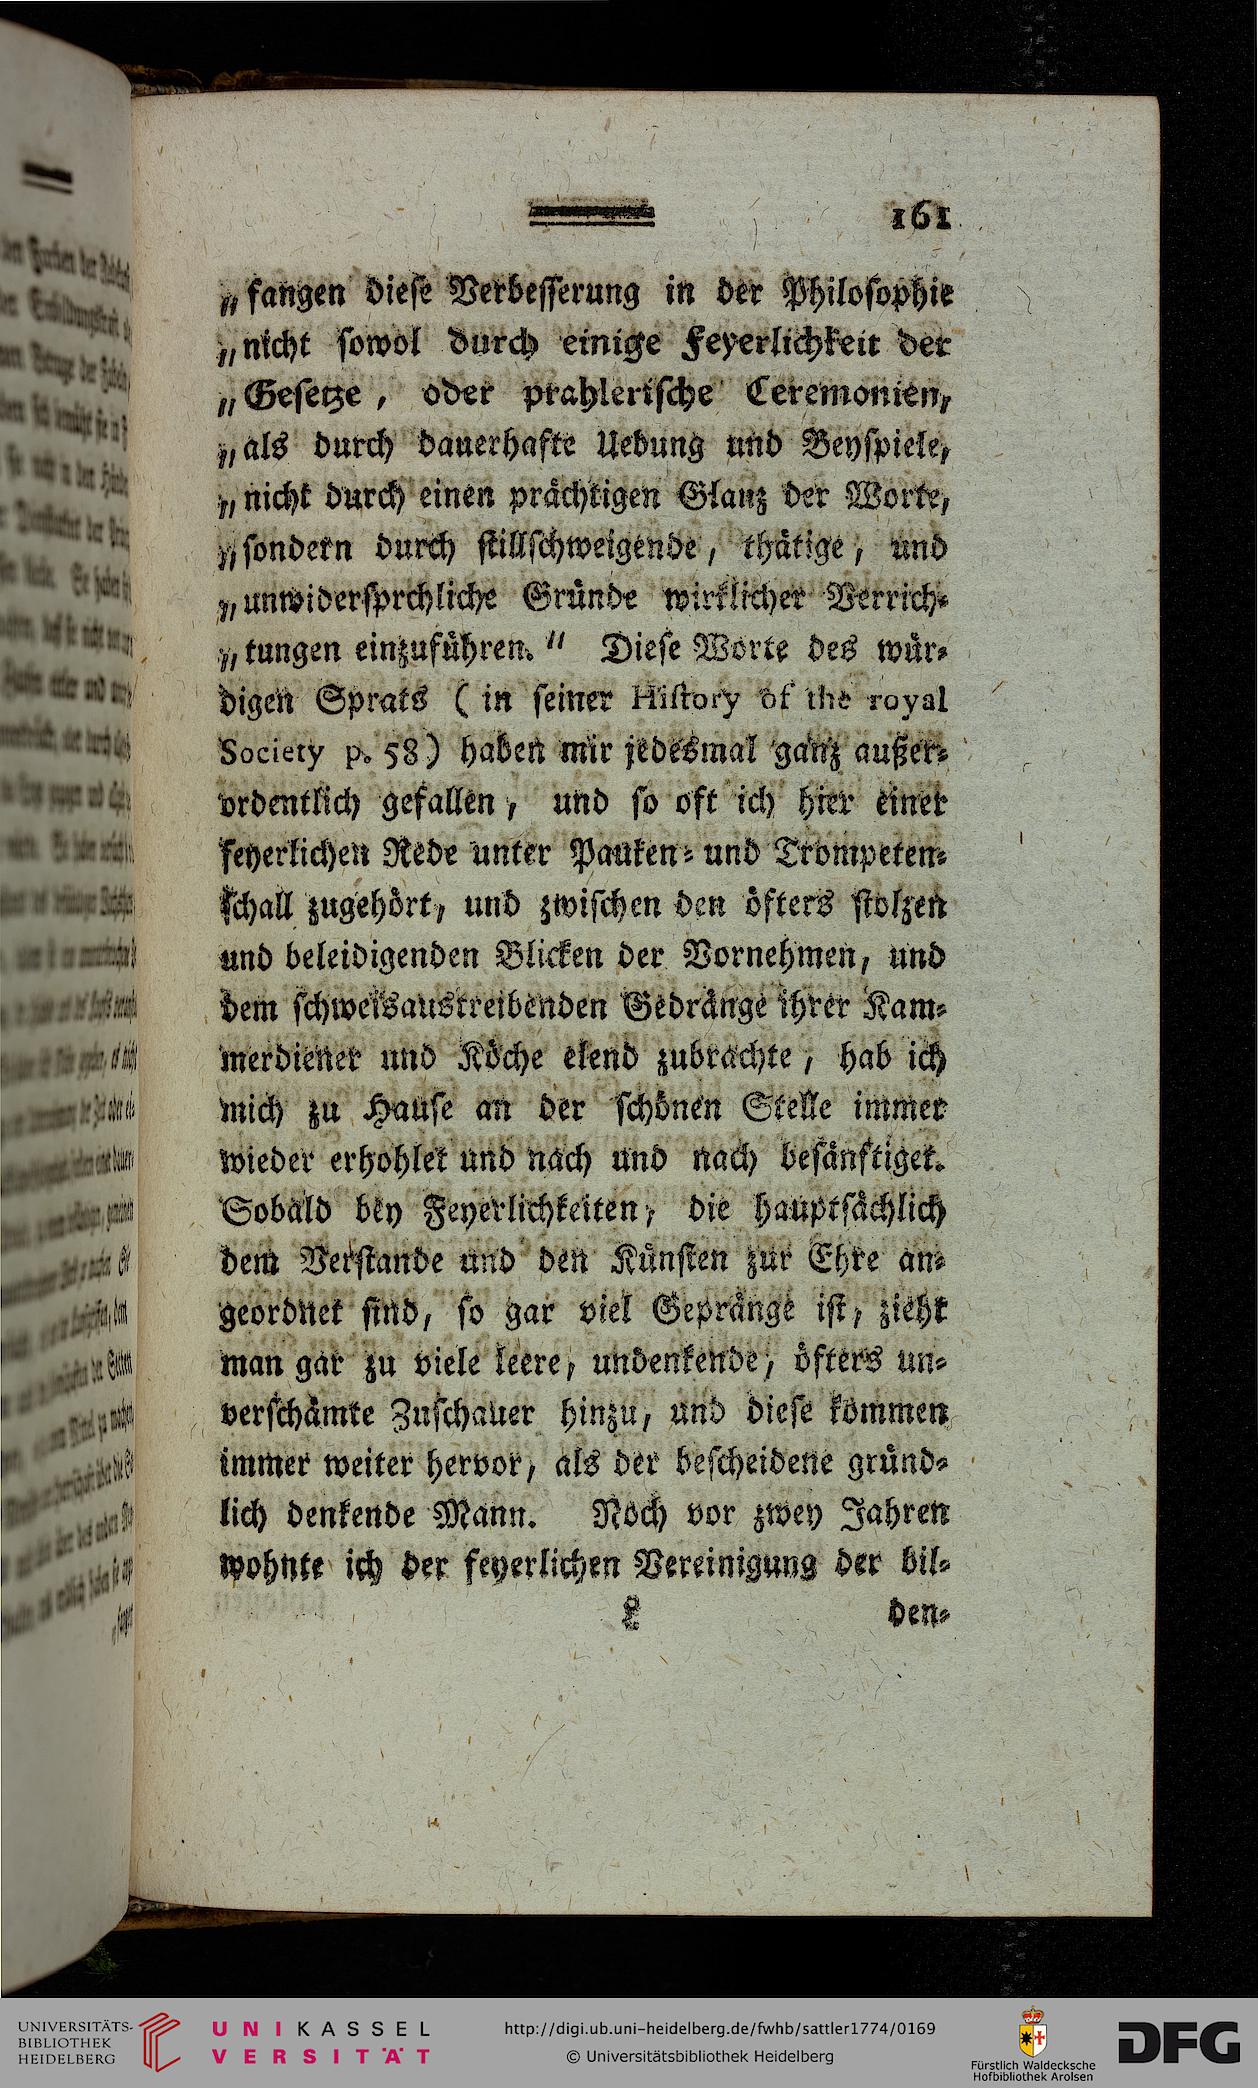 161
„fangen diese Verbesserung in der Philosophie
„nicht sowol durch einige Feyerlichkeit der
„Gesetze, oder prahlerische Ceremonien,
„als durch dauerhafte Uebung und Beyspiele,
„nicht durch einen prächtigen Glanz der Worte,
„sondern durch stillschweigende, thätige, und
„unwidersprchliche Gründe wirklicher Verrich-
„tungen einzuführen.“ Diese Worte des wür-
digen Sprats (in seiner History of the royal
Society p. 58) haben mir jedesmal ganz außer-
ordentlich gefallen, und so oft ich hier einer
feyerlichen Rede unter Pauken- und Trompeten-
schall zugehört, und zwischen den öfters stolzen
und beleidigenden Blicken der Vornehmen, und
dem schweisaustreibenden Gedränge ihrer Kam-
merdiener und Köche elend zubrachte, hab ich
mich zu Hause an der schönen Stelle immer
wieder erhohlet und nach und nach besänftiget.
Sobald bey Feyerlichkeiten, die hauptsächlich
dem Verstande und den Künsten zur Ehre an-
geordnet sind, so gar viel Gepränge ist, zieht
man gar zu viele leere, undenkende, öfters un-
verschämte Zuschauer hinzu, und diese kommen
immer weiter hervor, als der bescheidene gründ-
lich denkende Mann. Noch vor zwey Jahren
wohnte ich der feyerlichen Vereinigung der bil-
L den-
UNIVERSITÄTS-
BIBLIOTHEK
HEIDELBERG
UNIKASSEL
VERSITÄT
http://digi.ub.uni-heidelberg.de/fwhb/sattler1774/0169
© Universitätsbibliothek Heidelberg
Fürstlich Waldecksche
Hofbibliothek Arolsen
DFG